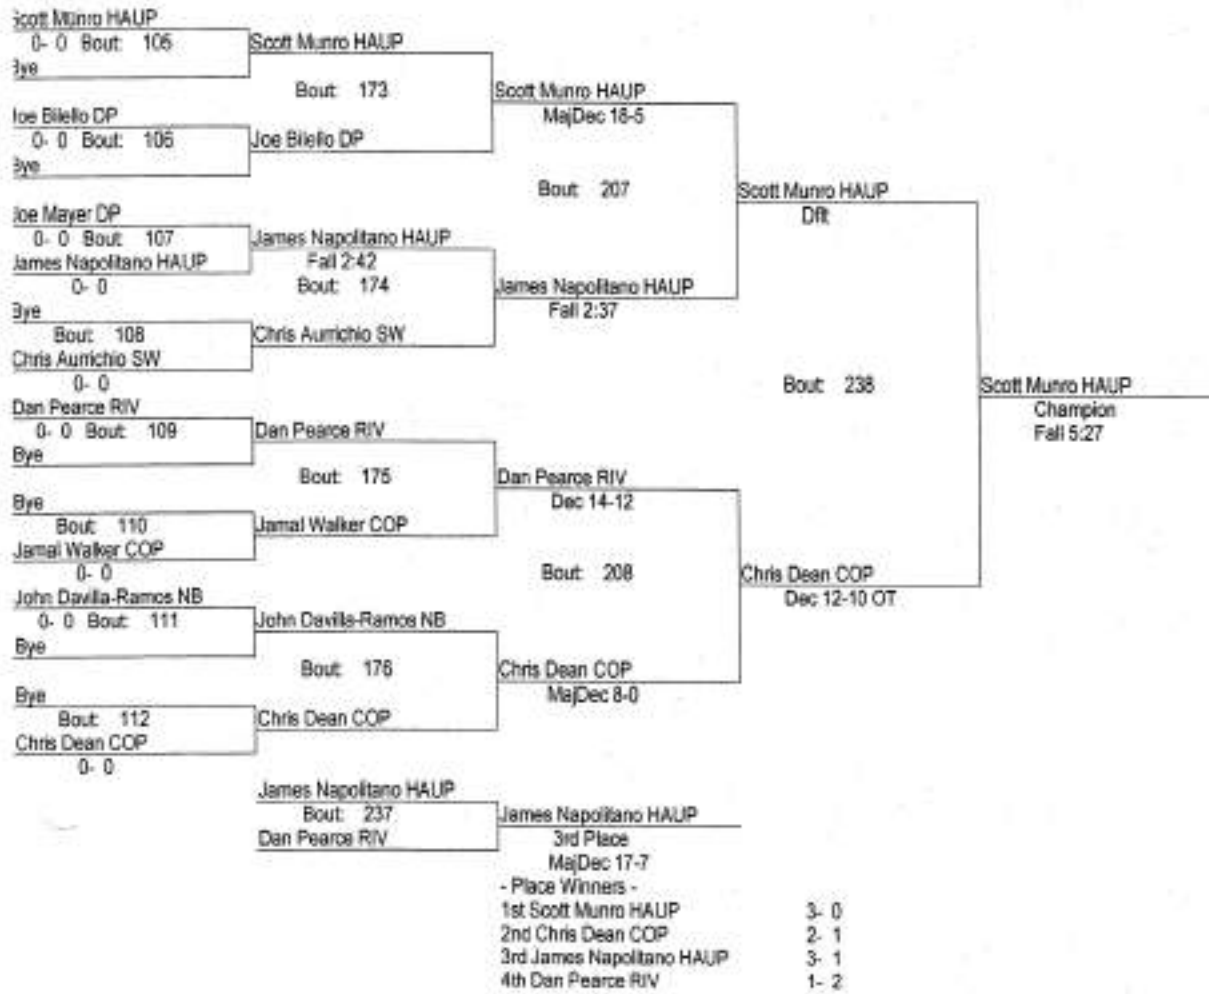 Scott Munro HAUP
0- 0 Bout: 105
Bye
Scott Munro HAUP
Bout: 173
Joe Bilello DP
0- 0 Bout: 106
Bye
Joe Bilello DP
Scott Munro HAUP
MajDec 18-5
Bout: 207
Joe Mayer DP
0- 0 Bout: 107
James Napolitano HAUP
0- 0
James Napolitano HAUP
Fall 2:42
Bout: 174
Bye
Bout: 108
Chris Aurrichio SW
0- 0
Chris Aurrichio SW
James Napolitano HAUP
Fall 2:37
Scott Munro HAUP
Dflt
Bout: 238
Dan Pearce RIV
0- 0 Bout: 109
Bye
Dan Pearce RIV
Bout: 175
Bye
Bout: 110
Jamal Walker COP
0- 0
Jamal Walker COP
Dan Pearce RIV
Dec 14-12
Bout: 208
John Davilla-Ramos NB
0- 0 Bout: 111
Bye
John Davilla-Ramos NB
Bout: 176
Bye
Bout: 112
Chris Dean COP
0- 0
Chris Dean COP
Chris Dean COP
MajDec 8-0
Chris Dean COP
Dec 12-10 OT
Scott Munro HAUP
Champion
Fall 5:27
James Napolitano HAUP
Bout: 237
Dan Pearce RIV
James Napolitano HAUP
3rd Place
MajDec 17-7
- Place Winners -
1st Scott Munro HAUP 3- 0
2nd Chris Dean COP 2- 1
3rd James Napolitano HAUP 3- 1
4th Dan Pearce RIV 1- 2